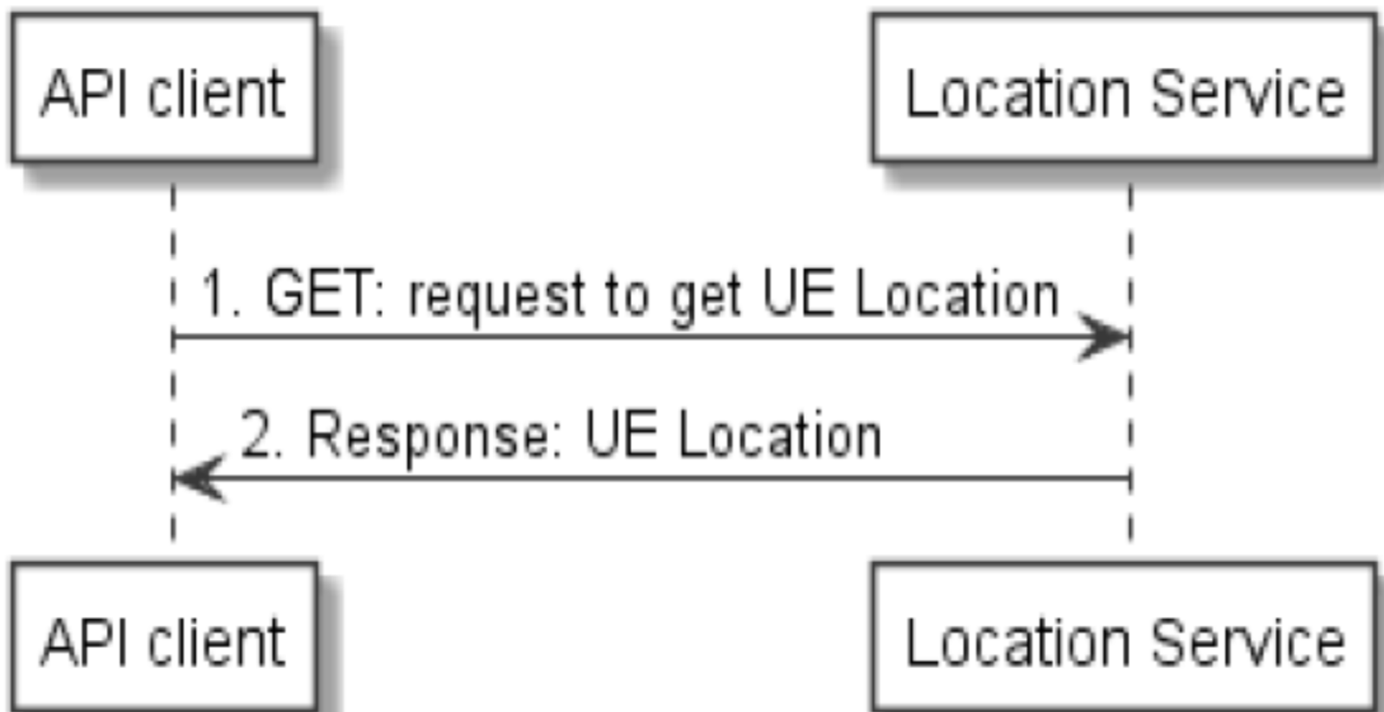 API client
Location Service
1. GET: request to get UE Location
2. Response: UE Location
API client
Location Service